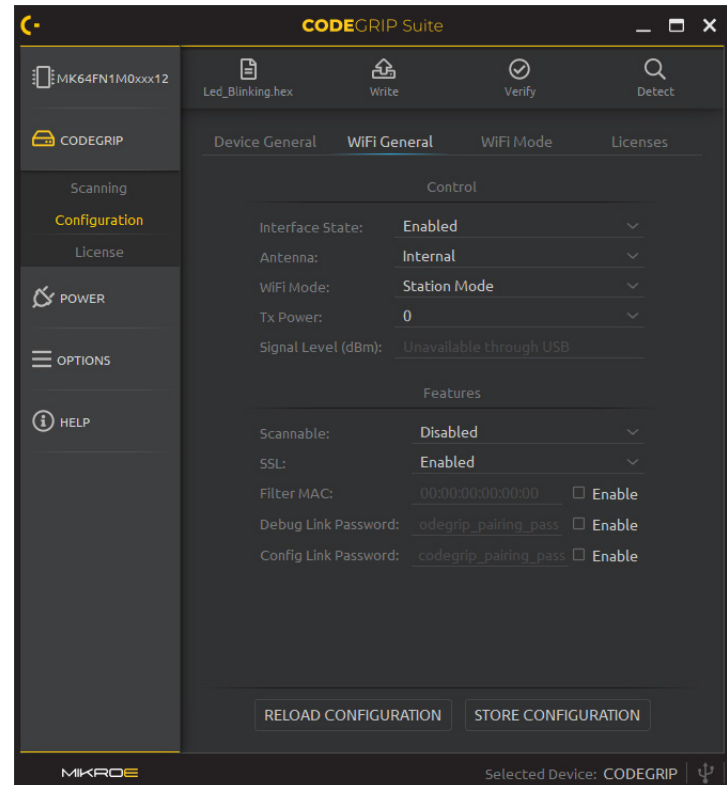 CODEGRIP Suite
MK64FN1M0xxx12
Led_Blinking.hex
Write
Verify
Detect
CODEGRIP
Device General
WiFi General
WiFi Mode
Licenses
Scanning
Configuration
License
POWER
OPTIONS
HELP
Control
Interface State: Enabled
Antenna: Internal
WiFi Mode: Station Mode
Tx Power: 0
Signal Level (dBm): Unavailable through USB
Features
Scannable: Disabled
SSL: Enabled
Filter MAC: 00:00:00:00:00:00 Enable
Debug Link Password: odegrip_pairing_pass Enable
Config Link Password: codegrip_pairing_pass Enable
RELOAD CONFIGURATION
STORE CONFIGURATION
MIKROE
Selected Device: CODEGRIP